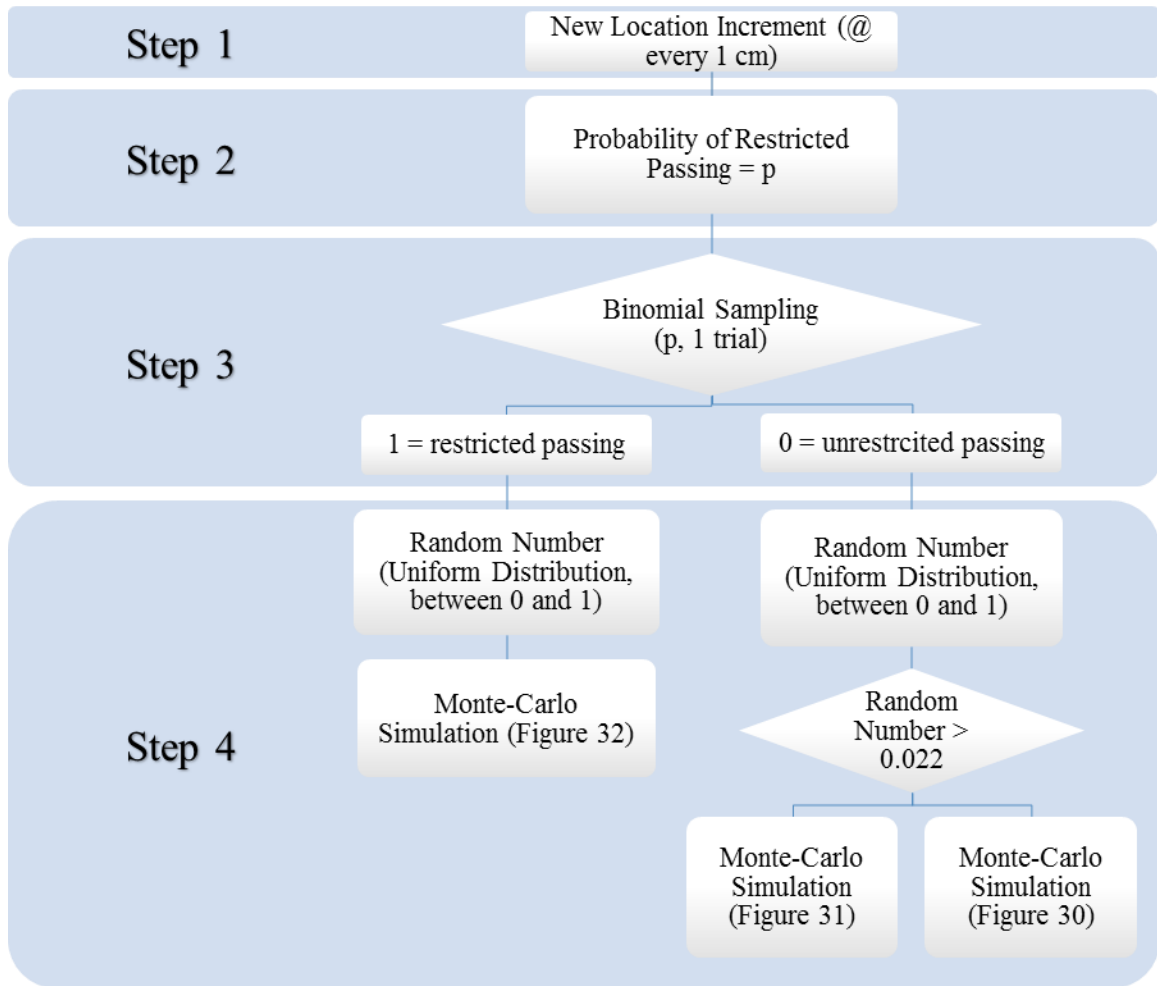 Step 1
New Location Increment (@
every 1 cm)
Step 2
Probability of Restricted
Passing = p
Step 3
Binomial Sampling
(p, 1 trial)
1 = restricted passing
0 = unrestrcited passing
Step 4
Random Number
(Uniform Distribution,
between 0 and 1)
Random Number
(Uniform Distribution,
between 0 and 1)
Monte-Carlo
Simulation (Figure 32)
Random
Number >
0.022
Monte-Carlo
Simulation
(Figure 31)
Monte-Carlo
Simulation
(Figure 30)